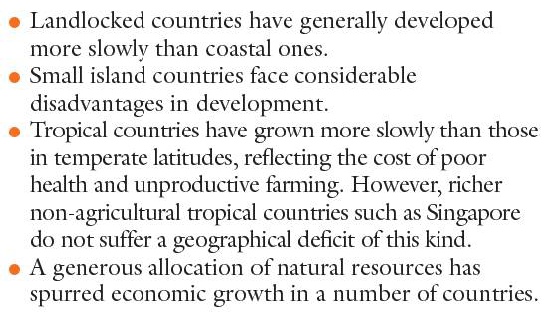 • Landlocked countries have generally developed
more slowly than coastal ones.
• Small island countries face considerable
disadvantages in development.
• Tropical countries have grown more slowly than those
in temperate latitudes, reflecting the cost of poor
health and unproductive farming. However, richer
non-agricultural tropical countries such as Singapore
do not suffer a geographical deficit of this kind.
• A generous allocation of natural resources has
spurred economic growth in a number of countries.